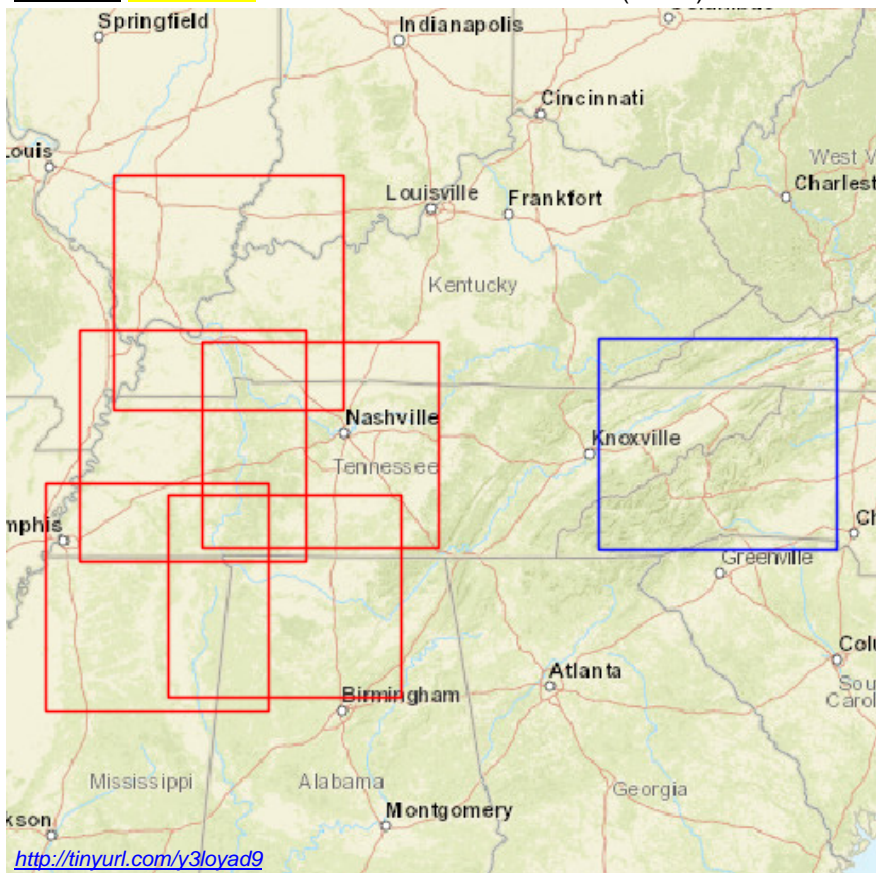 Springfield
Indianapolis
Cincinnati
Louis
West V
Charlest
Louisville
Frankfort
Kentucky
Nashville
Knoxville
Tennessee
mphis
Ch
Greenville
Colu
Atlanta
Sou
Carol
Birmingham
Mississippi
Alabama
Georgia
Montgomery
kson
http://tinyurl.com/y3loyad9